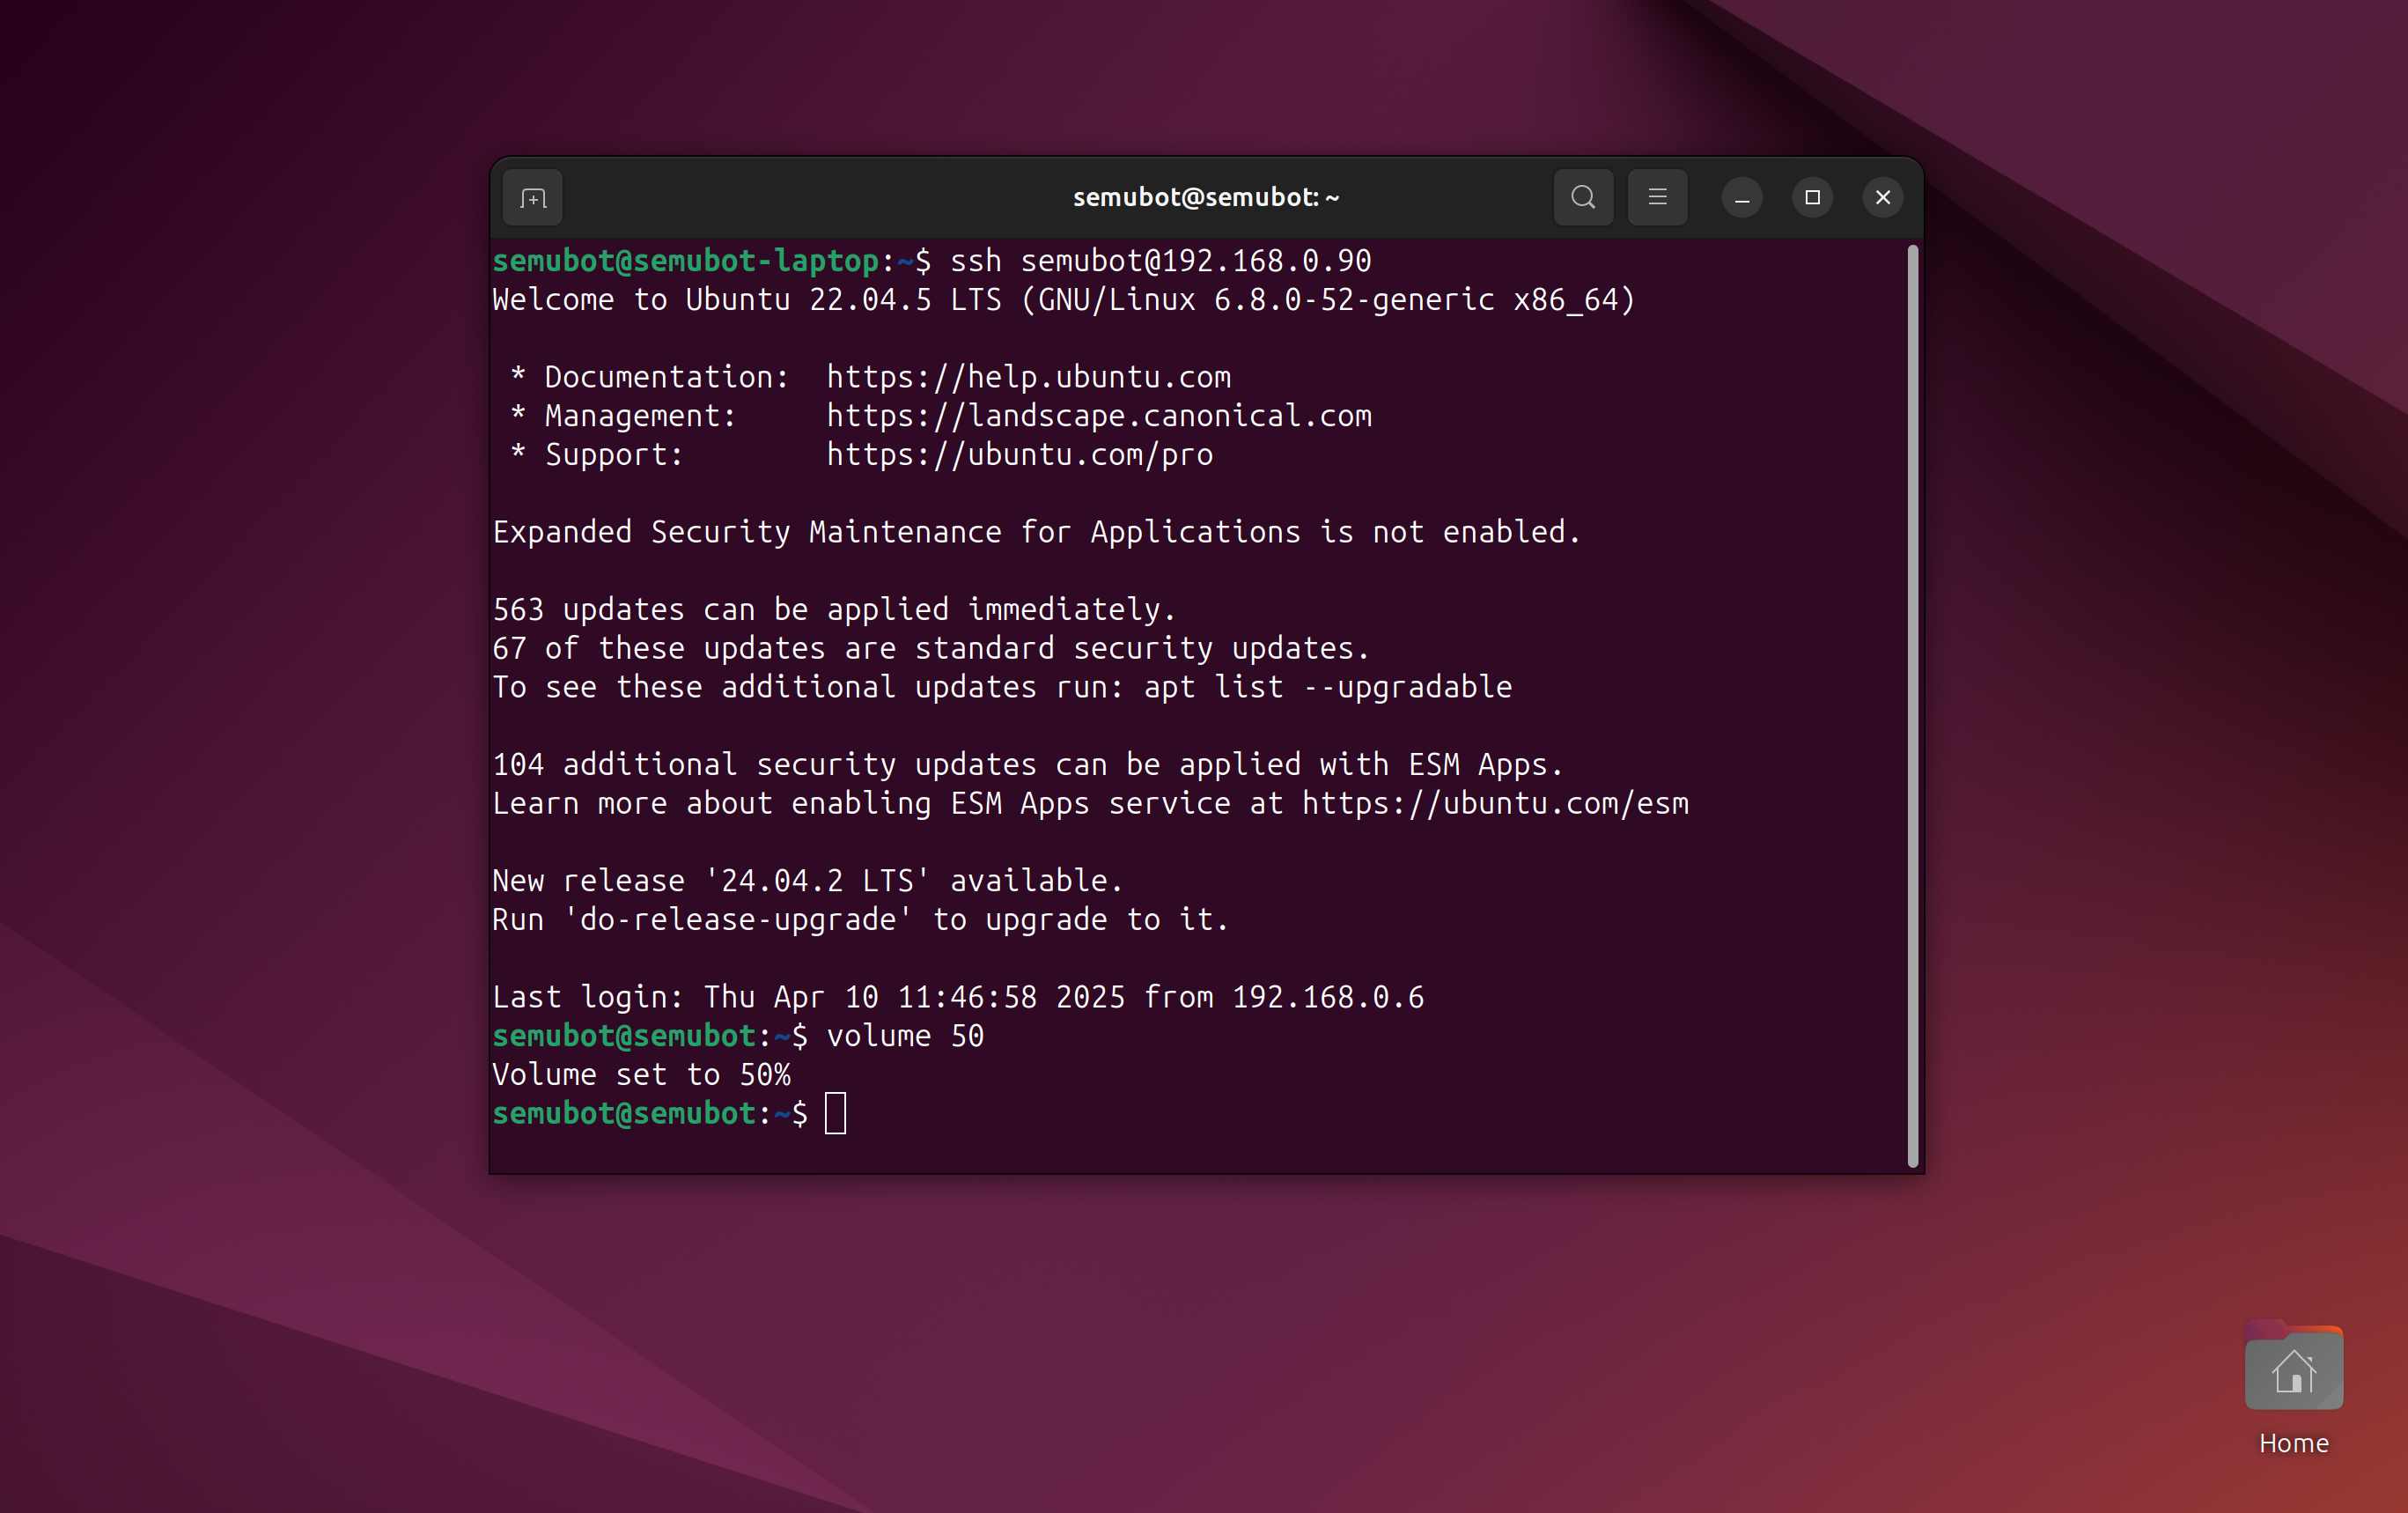 semubot@semubot: ~
semubot@semubot-laptop:~$ ssh semubot@192.168.0.90
Welcome to Ubuntu 22.04.5 LTS (GNU/Linux 6.8.0-52-generic x86_64)
* Documentation:  https://help.ubuntu.com
* Management:     https://landscape.canonical.com
* Support:        https://ubuntu.com/pro
Expanded Security Maintenance for Applications is not enabled.
563 updates can be applied immediately.
67 of these updates are standard security updates.
To see these additional updates run: apt list --upgradable
104 additional security updates can be applied with ESM Apps.
Learn more about enabling ESM Apps service at https://ubuntu.com/esm
New release '24.04.2 LTS' available.
Run 'do-release-upgrade' to upgrade to it.
Last login: Thu Apr 10 11:46:58 2025 from 192.168.0.6
semubot@semubot:~$ volume 50
Volume set to 50%
semubot@semubot:~$
Home